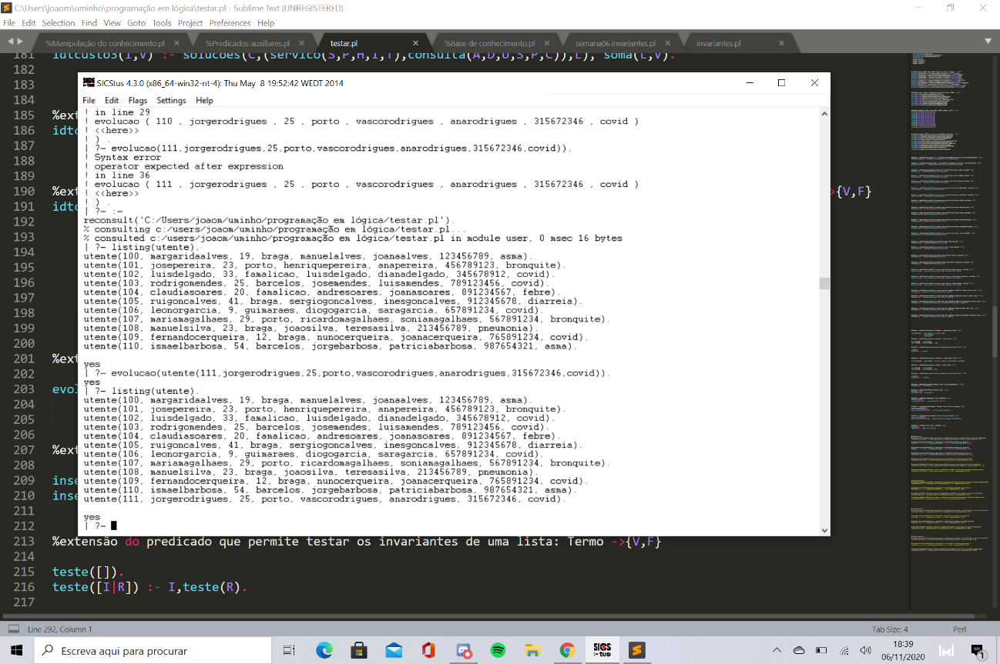 C:\Users\joaom\uminho\programação em lógica\testar.pl - Sublime Text (UNREGISTERED)
File Edit Selection Find View Goto Tools Project Preferences Help
%Manipulação do conhecimento.pl %Predicados auxiliares.pl testar.pl %Base de conhecimento.pl semana06.invariantes.pl invariantes.pl
181 idtcusto3(I,V) :- solucoes(C,(servico(S,P,H,I,T),consulta(A,D,U,S,P,C)),L), soma(L,V).
182
SICStus 4.3.0 (x86_64-win32-nt-4): Thu May 8 19:52:42 WEDT 2014
183
File Edit Flags Settings Help
184
! in line 29
185 %ext
! evolucao ( 110 , jorgerodrigues , 25 , porto , vascorodrigues , anarodrigues , 315672346 , covid )
! <<here>>
186 idtc
! ) .
187
| ?- evolucao(111,jorgerodrigues,25,porto,vascorodrigues,anarodrigues,315672346,covid)).
! Syntax error
188
! operator expected after expression
! in line 36
189
! evolucao ( 111 , jorgerodrigues , 25 , porto , vascorodrigues , anarodrigues , 315672346 , covid )
190 %ext >{V,F}
! <<here>>
! ) .
191 idtc
| ?- :-
192
reconsult('C:/Users/joaom/uminho/programação em lógica/testar.pl').
% consulting c:/users/joaom/uminho/programação em lógica/testar.pl...
193
% consulted c:/users/joaom/uminho/programação em lógica/testar.pl in module user, 0 msec 16 bytes
| ?- listing(utente).
194
utente(100, margaridaalves, 19, braga, manuelalves, joanaalves, 123456789, asma).
195
utente(101, josepereira, 23, porto, henriquepereira, anapereira, 456789123, bronquite).
utente(102, luisdelgado, 33, famalicao, luisdelgado, dianadelgado, 345678912, covid).
196
utente(103, rodrigomendes, 25, barcelos, josemendes, luisamendes, 789123456, covid).
197
utente(104, claudiasoares, 20, famalicao, andresoares, joanasoares, 891234567, febre).
utente(105, ruigoncalves, 41, braga, sergiogoncalves, inesgoncalves, 912345678, diarreia).
198
utente(106, leonorgarcia, 9, guimaraes, diogogarcia, saragarcia, 657891234, covid).
utente(107, mariamagalhaes, 29, porto, ricardomagalhaes, soniamagalhaes, 567891234, bronquite).
199
utente(108, manuelsilva, 23, braga, joaosilva, teresasilva, 213456789, pneumonia).
200
utente(109, fernandocerqueira, 12, braga, nunocerqueira, joanacerqueira, 765891234, covid).
utente(110, ismaelbarbosa, 54, barcelos, jorgebarbosa, patriciabarbosa, 987654321, asma).
201 %ext
yes
202
| ?- evolucao(utente(111,jorgerodrigues,25,porto,vascorodrigues,anarodrigues,315672346,covid)).
yes
203 evol
| ?- listing(utente).
204
utente(100, margaridaalves, 19, braga, manuelalves, joanaalves, 123456789, asma).
utente(101, josepereira, 23, porto, henriquepereira, anapereira, 456789123, bronquite).
205
utente(102, luisdelgado, 33, famalicao, luisdelgado, dianadelgado, 345678912, covid).
206
utente(103, rodrigomendes, 25, barcelos, josemendes, luisamendes, 789123456, covid).
utente(104, claudiasoares, 20, famalicao, andresoares, joanasoares, 891234567, febre).
207 %ext
utente(105, ruigoncalves, 41, braga, sergiogoncalves, inesgoncalves, 912345678, diarreia).
utente(106, leonorgarcia, 9, guimaraes, diogogarcia, saragarcia, 657891234, covid).
208
utente(107, mariamagalhaes, 29, porto, ricardomagalhaes, soniamagalhaes, 567891234, bronquite).
utente(108, manuelsilva, 23, braga, joaosilva, teresasilva, 213456789, pneumonia).
209 inse
utente(109, fernandocerqueira, 12, braga, nunocerqueira, joanacerqueira, 765891234, covid).
210 inse
utente(110, ismaelbarbosa, 54, barcelos, jorgebarbosa, patriciabarbosa, 987654321, asma).
utente(111, jorgerodrigues, 25, porto, vascorodrigues, anarodrigues, 315672346, covid).
211
yes
212
| ?-
213 %extensão do predicado que permite testar os invariantes de uma lista: Termo ->{V,F}
214
215 teste([]).
216 teste([I|R]) :- I,teste(R).
217
Line 292, Column 1 Tab Size: 4 Perl
Escreva aqui para procurar
SICS
18:39
06/11/2020
1